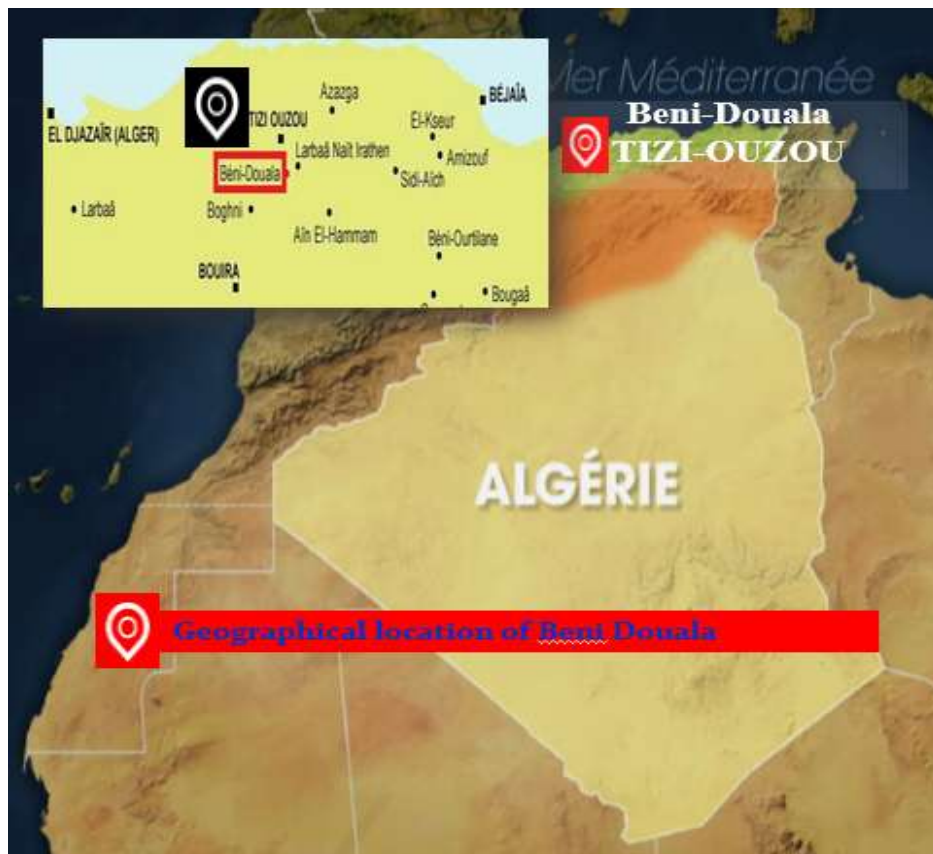 Mer Méditerranée
Beni-Douala
TIZI-OUZOU
Azazga
BÉJAÏA
EL DJAZAÏR (ALGER)
TIZI OUZOU
El-Kseur
Larbaâ Naït Irathen
Amizouf
Béni-Douala
Sidi-Aïch
Larbaâ
Boghni
Aïn El-Hammam
Béni-Ourtilane
BOUIRA
Bougaâ
ALGÉRIE
Geographical location of Beni Douala